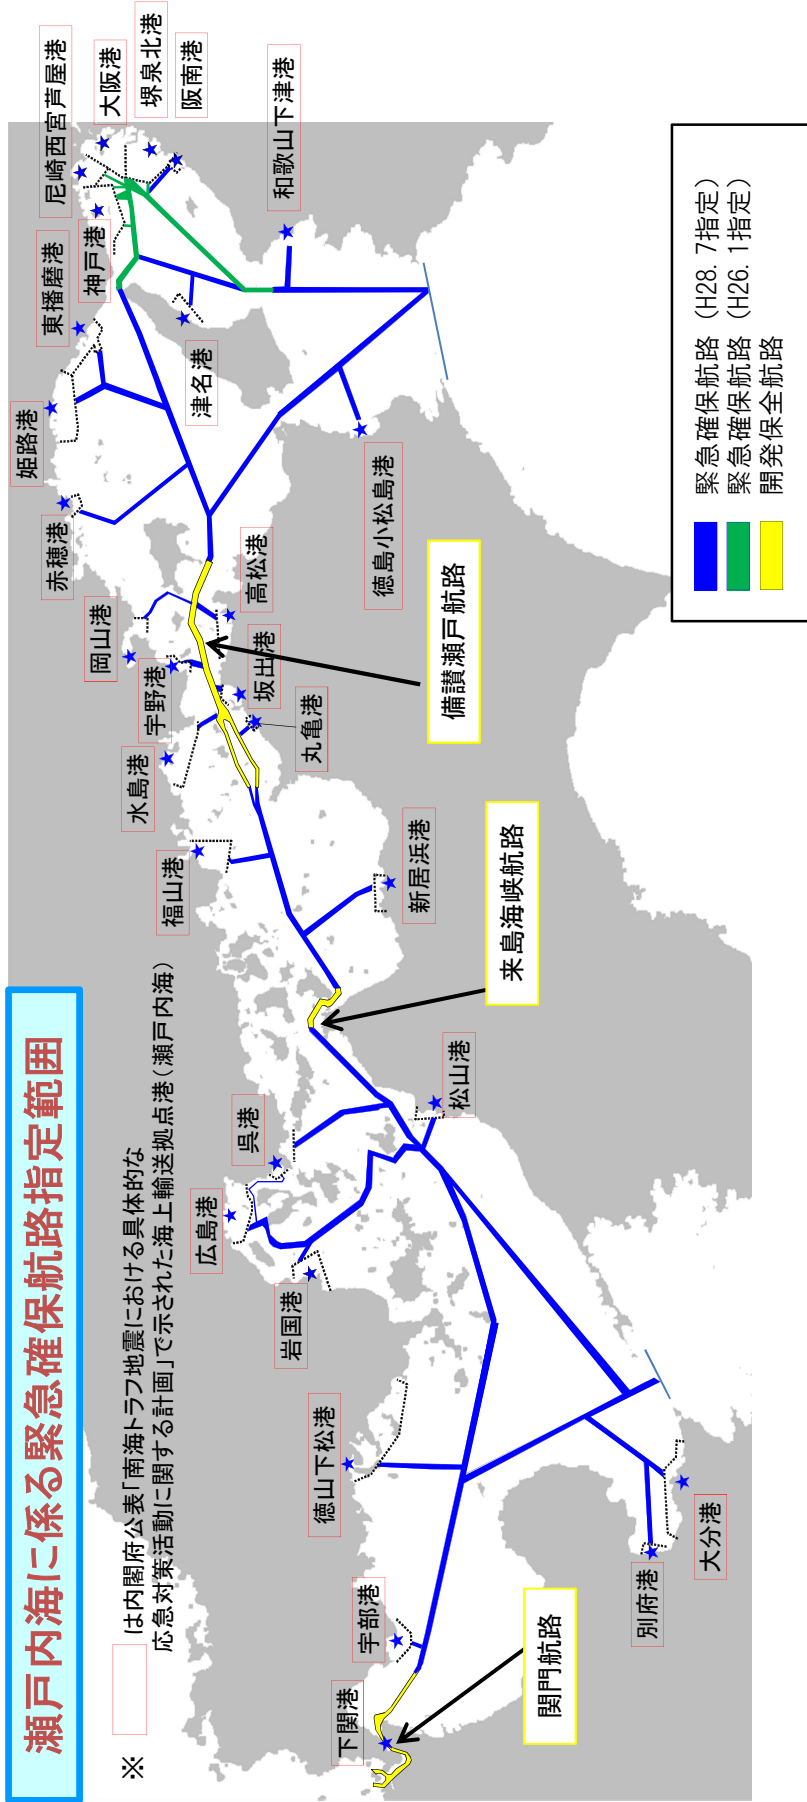 瀬戸内海に係る緊急確保航路指定範囲
※　　は内閣府公表「南海トラフ地震における具体的な
応急対策活動に関する計画」で示された海上輸送拠点港（瀬戸内海）
下関港
宇部港
徳山下松港
岩国港
広島港
呉港
福山港
水島港
宇野港
岡山港
赤穂港
姫路港
東播磨港
神戸港
尼崎西宮芦屋港
大阪港
堺泉北港
阪南港
和歌山下津港
津名港
徳島小松島港
高松港
坂出港
丸亀港
新居浜港
松山港
別府港
大分港
関門航路
来島海峡航路
備讃瀬戸航路
緊急確保航路（H28. 7指定）
緊急確保航路（H26. 1指定）
開発保全航路